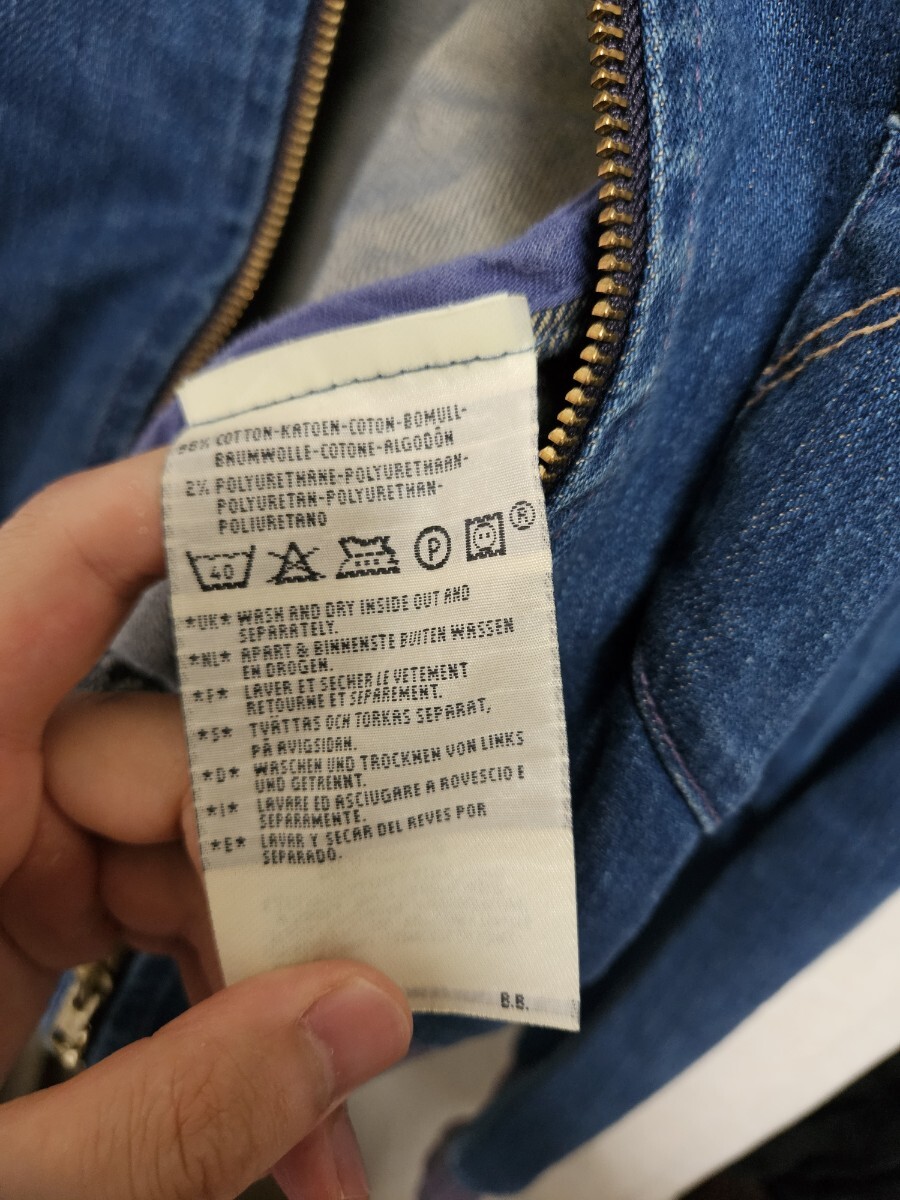 98% COTTON-KATOEN-COTON-BOMULL-
BAUMWOLLE-COTONE-ALGODÓN
2% POLYURETHANE-POLYURETHAAN-
POLYURETAN-POLYURETHAN-
POLIURETANO
40 P ®
*UK* WASH AND DRY INSIDE OUT AND
SEPARATELY.
*NL* APART & BINNENSTE BUITEN WASSEN
EN DROGEN.
*F* LAVER ET SECHER LE VETEMENT
RETOURNE ET SEPAREMENT.
*S* TVÄTTAS OCH TORKAS SEPARAT,
PÅ AVIGSIDAN.
*D* WASCHEN UND TROCKNEN VON LINKS
UND GETRENNT.
*I* LAVARE ED ASCIUGARE A ROVESCIO E
SEPARAMENTE.
*E* LAVAR Y SECAR DEL REVES POR
SEPARADO.
B.B.